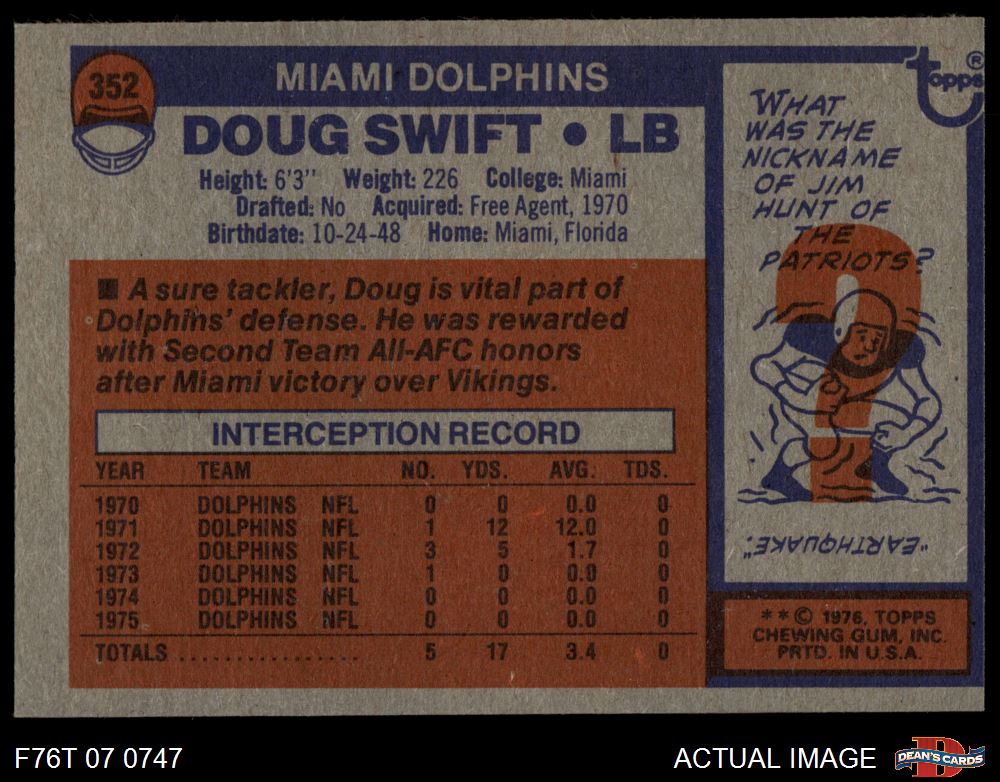 352
MIAMI DOLPHINS
DOUG SWIFT • LB
Height: 6'3" Weight: 226 College: Miami
Drafted: No Acquired: Free Agent, 1970
Birthdate: 10-24-48 Home: Miami, Florida
■ A sure tackler, Doug is vital part of
Dolphins' defense. He was rewarded
with Second Team All-AFC honors
after Miami victory over Vikings.
INTERCEPTION RECORD
YEAR TEAM NO. YDS. AVG. TDS.
1970 DOLPHINS NFL 0 0 0.0 0
1971 DOLPHINS NFL 1 12 12.0 0
1972 DOLPHINS NFL 3 5 1.7 0
1973 DOLPHINS NFL 1 0 0.0 0
1974 DOLPHINS NFL 0 0 0.0 0
1975 DOLPHINS NFL 0 0 0.0 0
TOTALS .................. 5 17 3.4 0
topps®
WHAT
WAS THE
NICKNAME
OF JIM
HUNT OF
THE
PATRIOTS?
?
"EARTHQUAKE."
**© 1976, TOPPS
CHEWING GUM, INC.
PRTD. IN U.S.A.
F76T 07 0747
ACTUAL IMAGE
D
DEAN'S CARDS